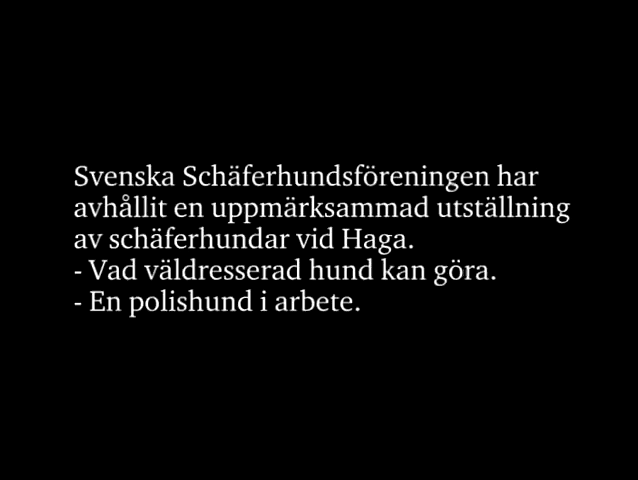 Svenska Schäferhundsföreningen har
avhållit en uppmärksammad utställning
av schäferhundar vid Haga.
- Vad väldresserad hund kan göra.
- En polishund i arbete.